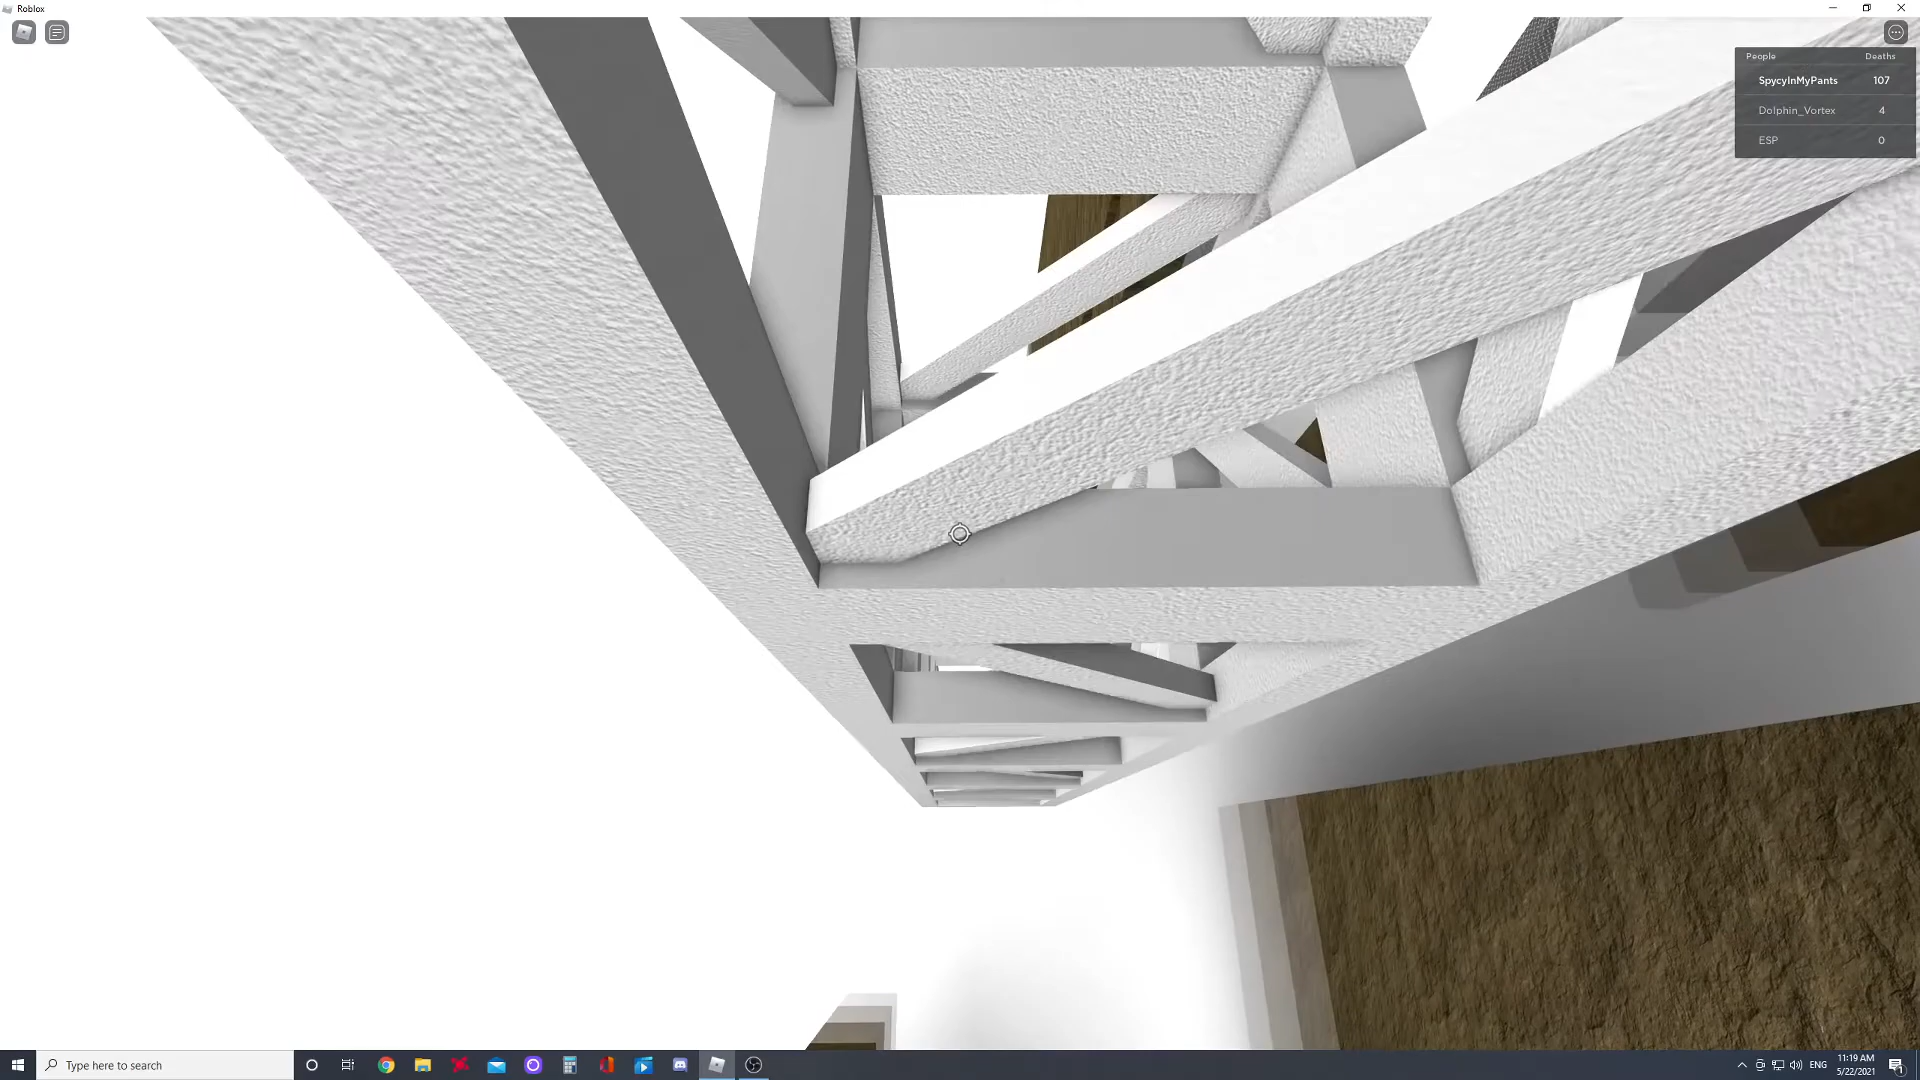 Roblox
People Deaths
SpycyInMyPants 107
Dolphin_Vortex 4
ESP 0
Type here to search
ENG
11:19 AM
5/22/2021